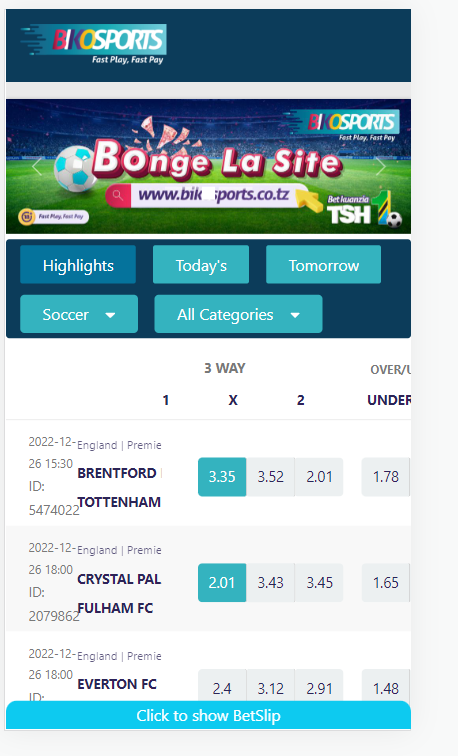 BIKOSPORTS
Fast Play, Fast Pay
BIKOSPORTS
Fast Play, Fast Pay
Bonge La Site
www.bikosports.co.tz
Bet kuanzia
TSH 1
Fast Play, Fast Pay
Highlights Today's Tomorrow
Soccer All Categories
3 WAY OVER/U
1 X 2 UNDER
2022-12-26 15:30
ID: 5474022
England | Premie
BRENTFORD
TOTTENHAM
3.35 3.52 2.01 1.78
2022-12-26 18:00
ID: 2079862
England | Premie
CRYSTAL PAL
FULHAM FC
2.01 3.43 3.45 1.65
2022-12-26 18:00
ID:
England | Premie
EVERTON FC
2.4 3.12 2.91 1.48
Click to show BetSlip